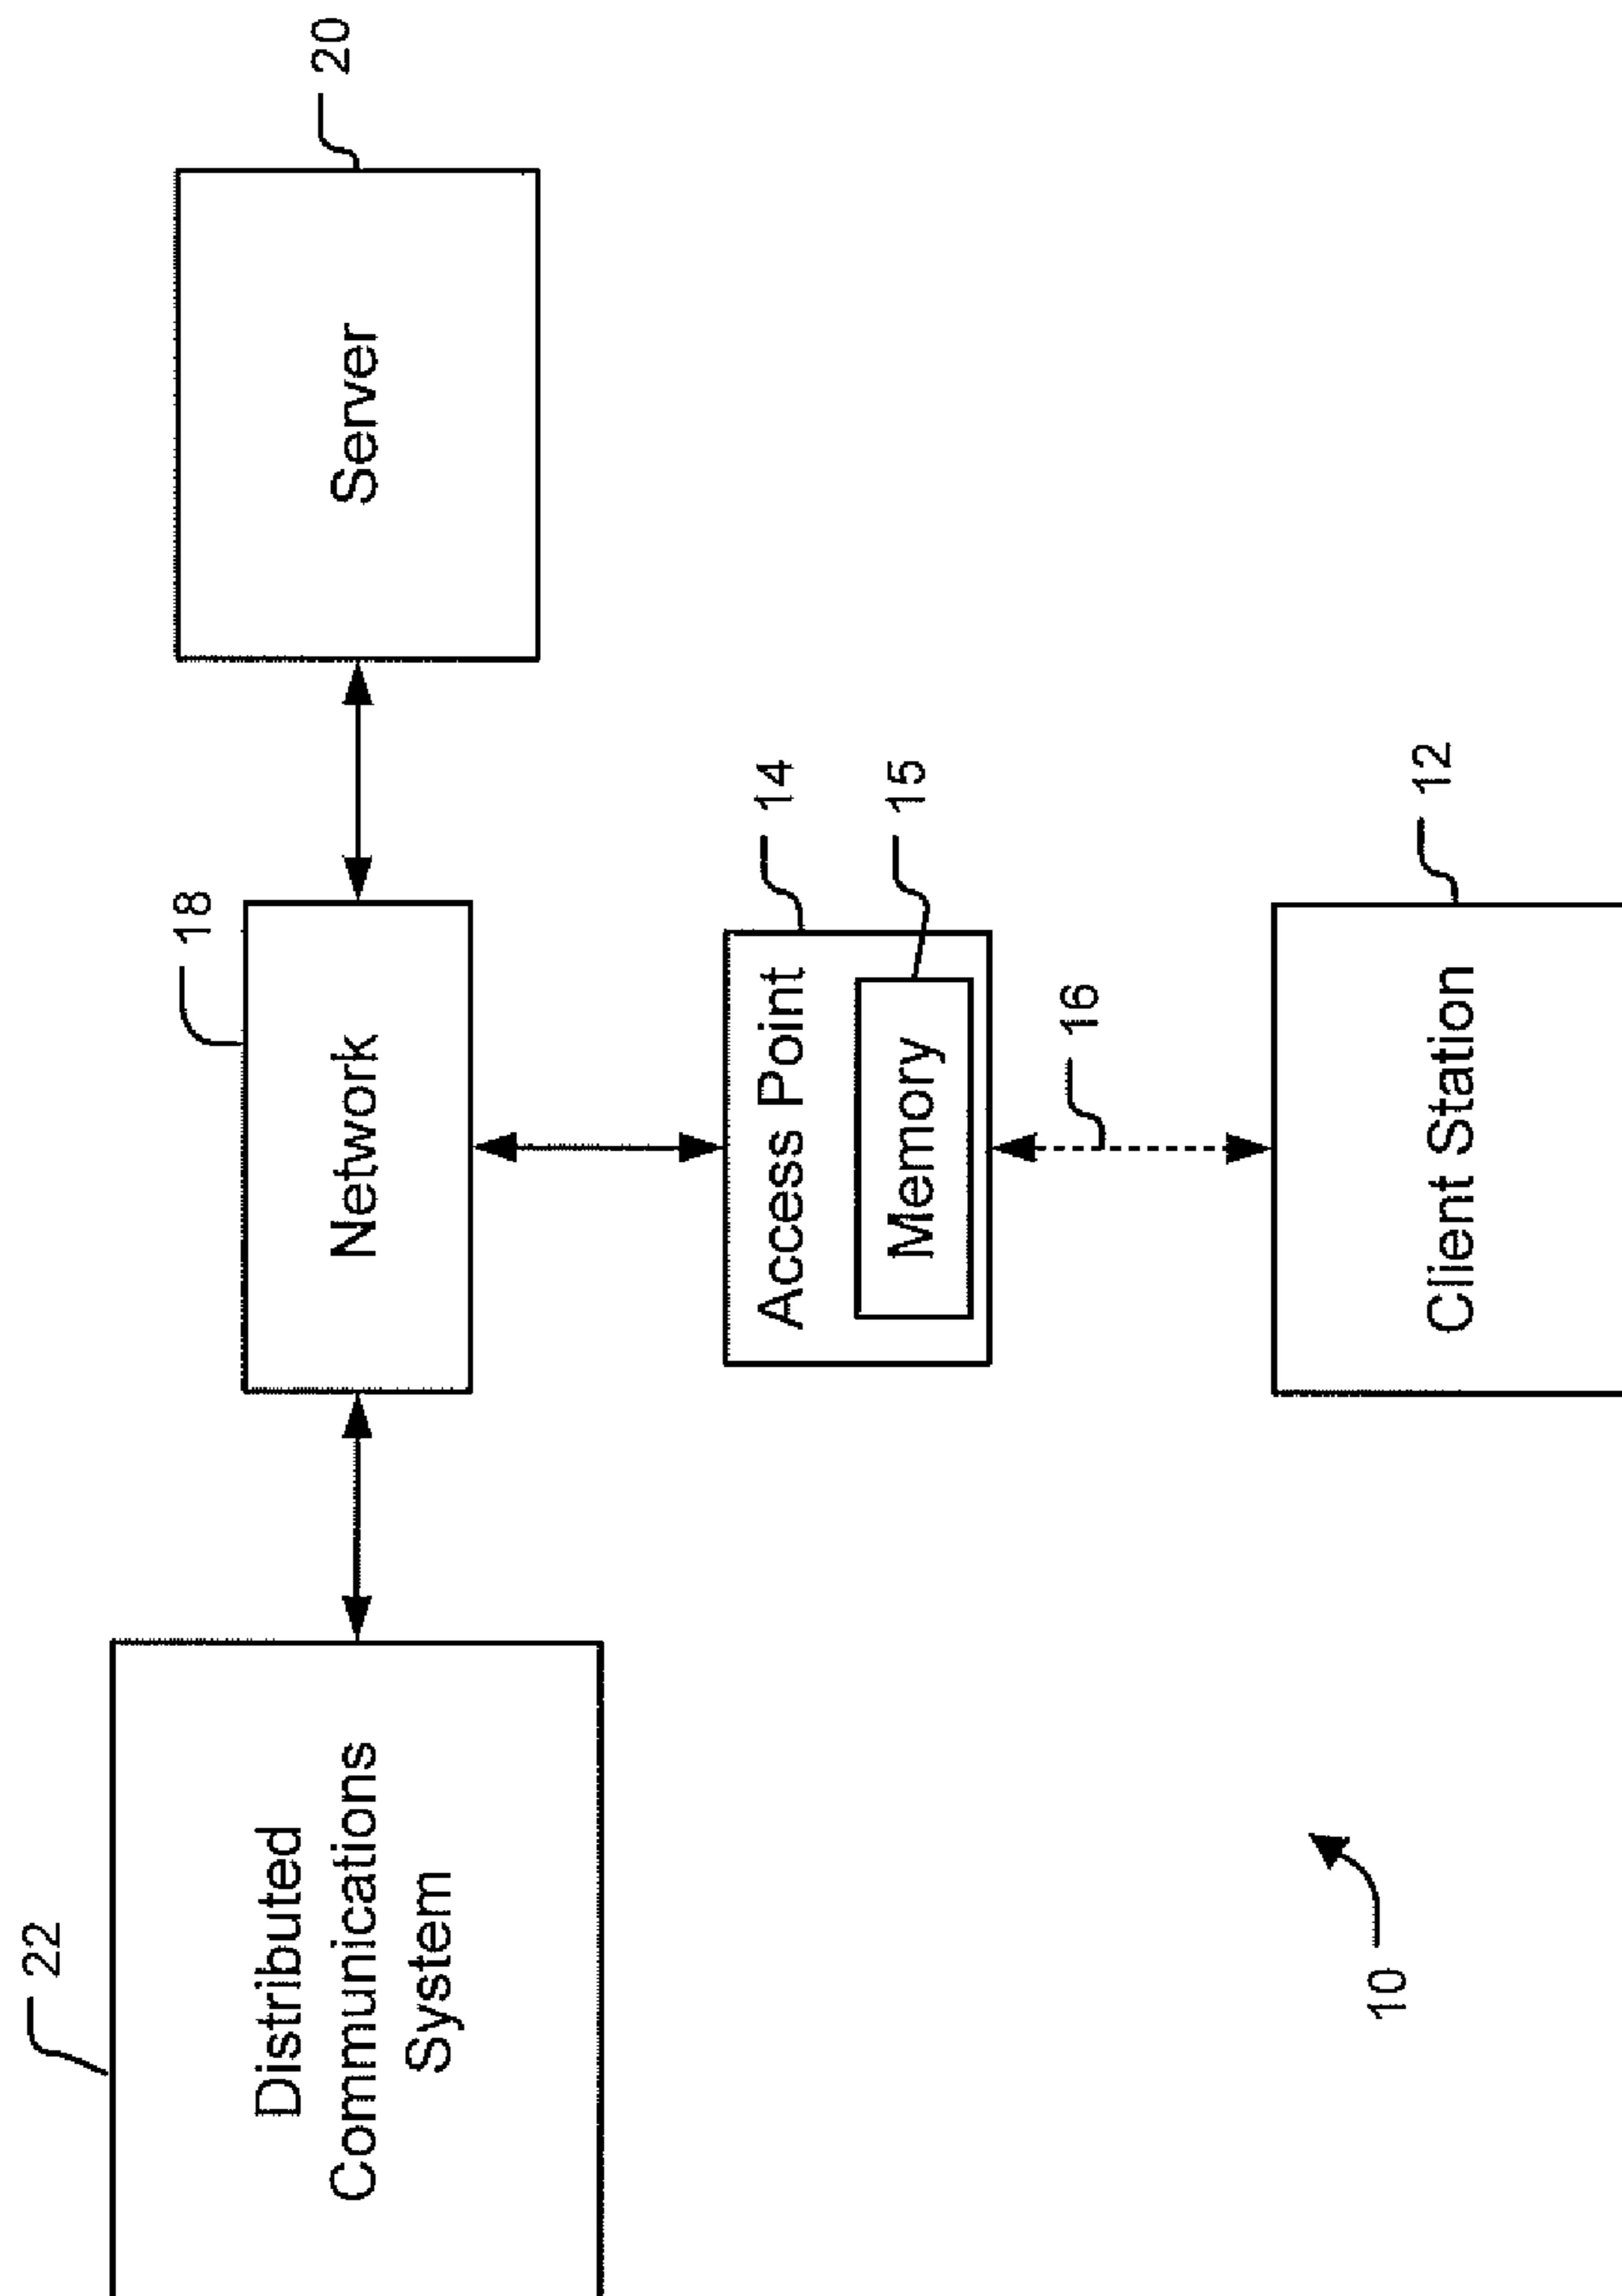 22
Distributed
Communications
System
18
Network
20
Server
14
Access Point
15
Memory
16
12
Client Station
10